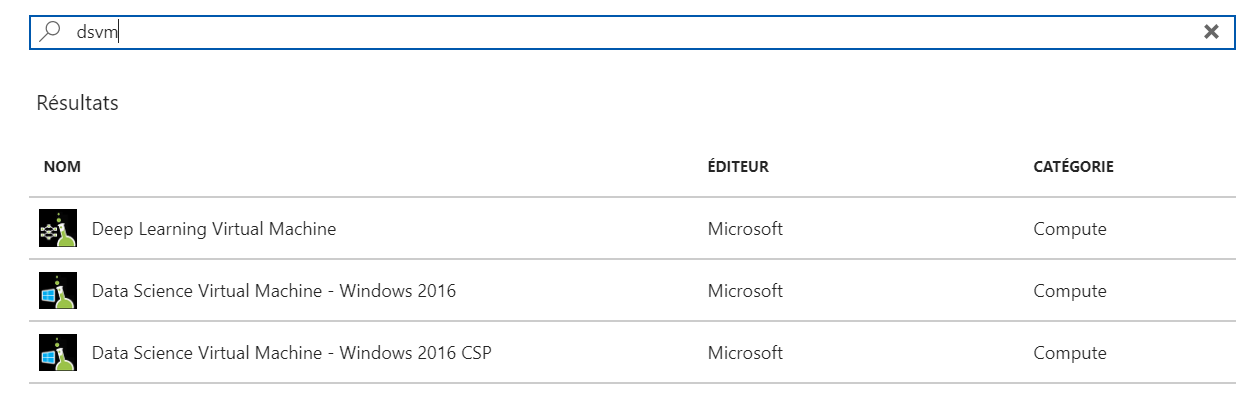 dsvm
Résultats
NOM ÉDITEUR CATÉGORIE
Deep Learning Virtual Machine Microsoft Compute
Data Science Virtual Machine - Windows 2016 Microsoft Compute
Data Science Virtual Machine - Windows 2016 CSP Microsoft Compute